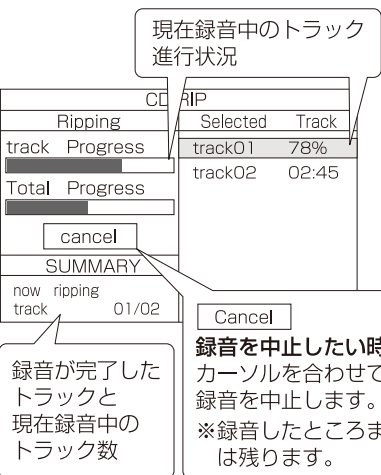 現在録音中のトラック
進行状況
CD RIP
Ripping
Selected Track
track Progress
track01 78%
track02 02:45
Total Progress
cancel
SUMMARY
now ripping
track 01/02
Cancel
録音を中止したい時
カーソルを合わせて
録音を中止します。
※録音したところま
は残ります。
録音が完了した
トラックと
現在録音中の
トラック数